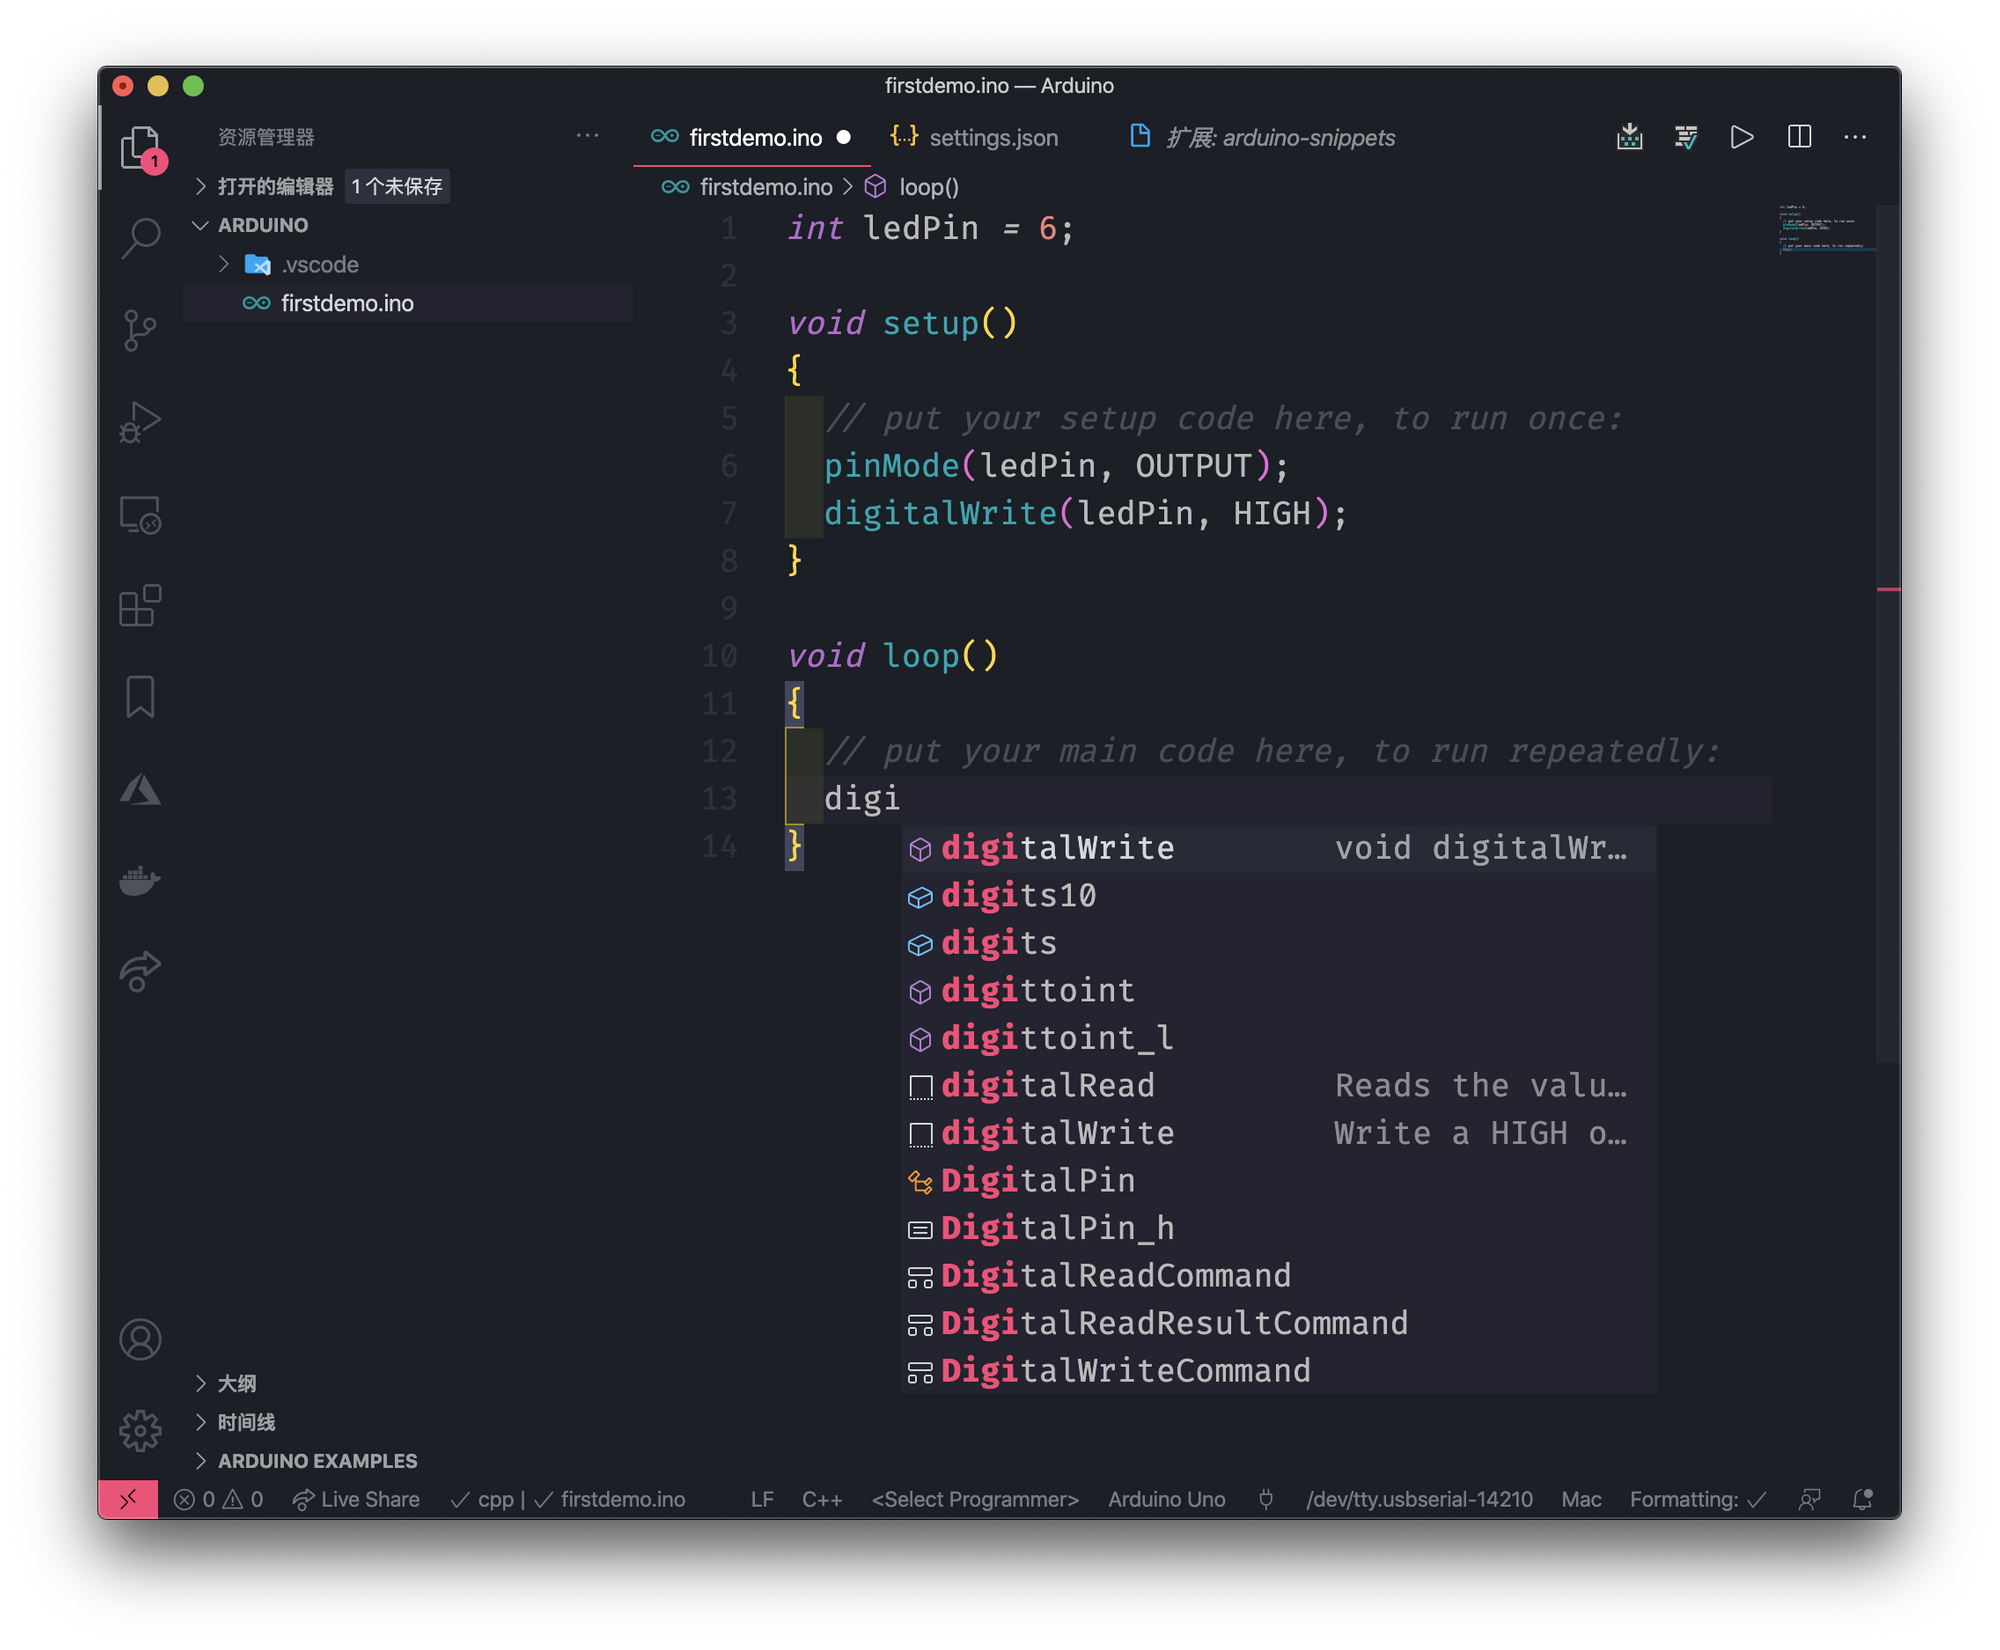 firstdemo.ino — Arduino
资源管理器
1
打开的编辑器 1个未保存
ARDUINO
.vscode
firstdemo.ino
大纲
时间线
ARDUINO EXAMPLES
firstdemo.ino
{..} settings.json
扩展: arduino-snippets
firstdemo.ino > loop()
1 int ledPin = 6;
2
3 void setup()
4 {
5 // put your setup code here, to run once:
6 pinMode(ledPin, OUTPUT);
7 digitalWrite(ledPin, HIGH);
8 }
9
10 void loop()
11 {
12 // put your main code here, to run repeatedly:
13 digi
14 }
digitalWrite void digitalWr…
digits10
digits
digittoint
digittoint_l
digitalRead Reads the valu…
digitalWrite Write a HIGH o…
DigitalPin
DigitalPin_h
DigitalReadCommand
DigitalReadResultCommand
DigitalWriteCommand
0 0 Live Share ✓ cpp | ✓ firstdemo.ino LF C++ <Select Programmer> Arduino Uno /dev/tty.usbserial-14210 Mac Formatting: ✓